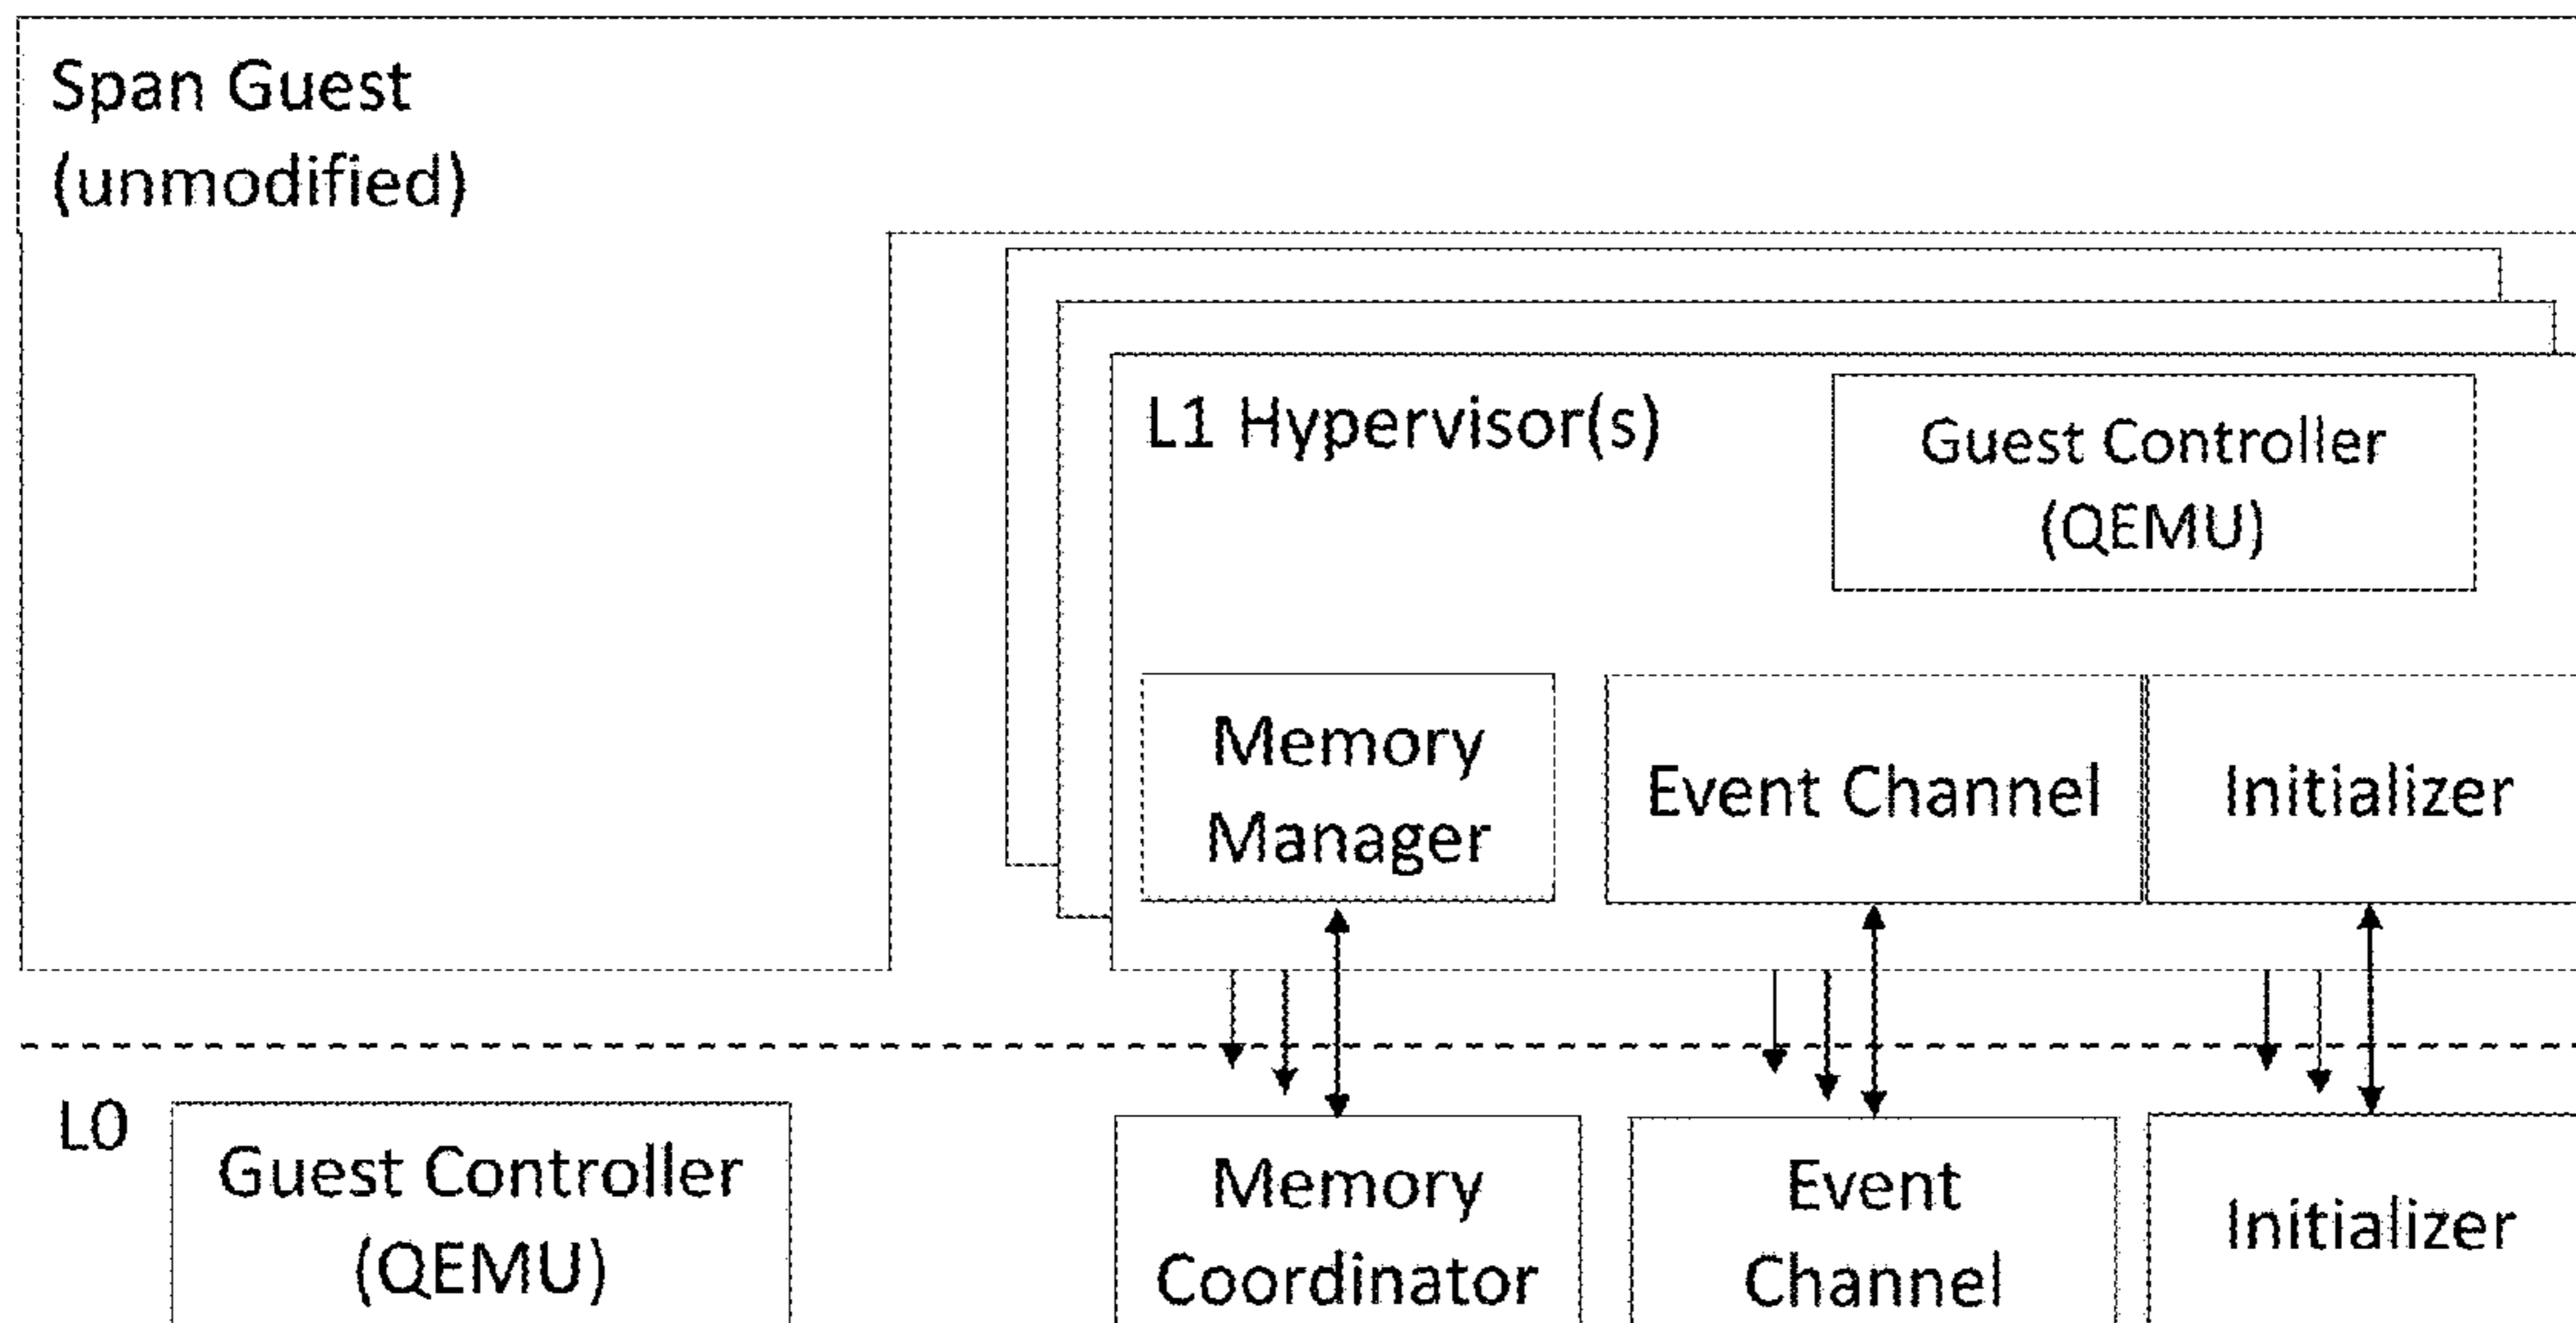 Span Guest
(unmodified)
L1 Hypervisor(s)
Guest Controller
(QEMU)
Memory
Manager
Event Channel
Initializer
L0
Guest Controller
(QEMU)
Memory
Coordinator
Event
Channel
Initializer